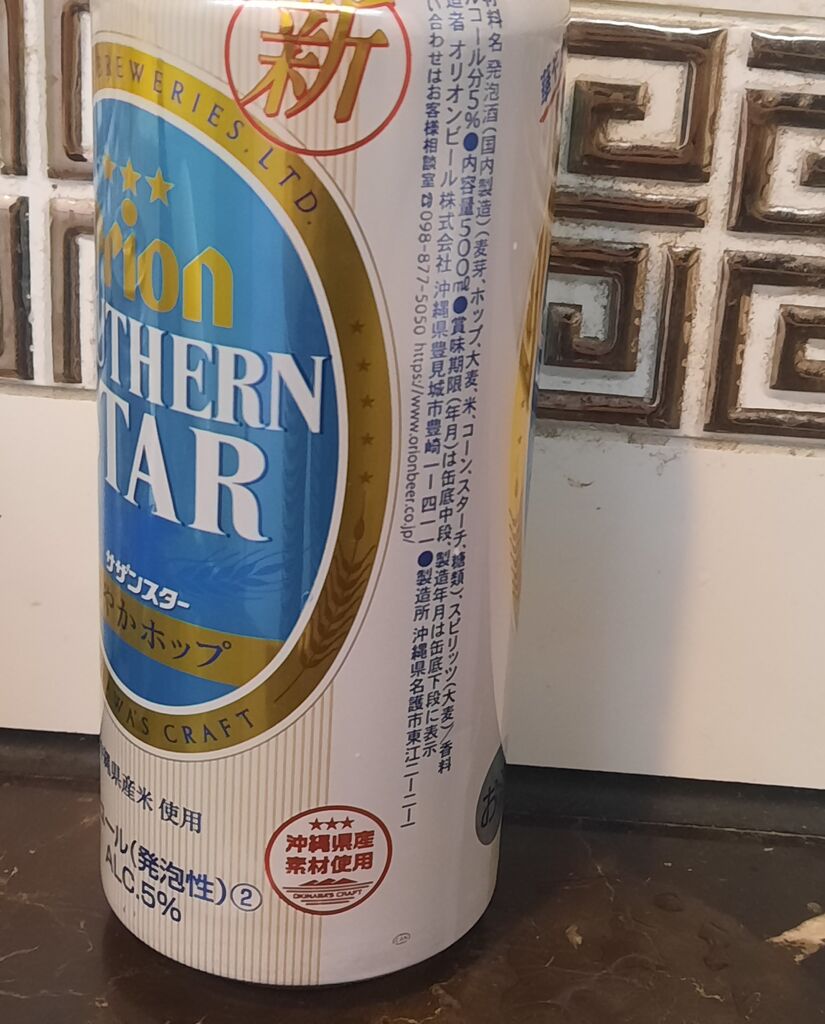 新
BREWERIES, LTD.
Orion
THERN
TAR
サザンスター
やかホップ
WA'S CRAFT
県産米 使用
ール(発泡性)②
ALC.5%
沖縄県産
素材使用
OKINAWA'S CRAFT
料名 発泡酒(国内製造)(麦芽、ホップ、大麦、米、コーン、スターチ、糖類)、スピリッツ(大麦)/香料
コール分5%●内容量500㎖●賞味期限(年月)は缶底中段、製造年月は缶底下段に表示
造者 オリオンビール株式会社 沖縄県豊見城市豊崎一一四一一●製造所 沖縄県名護市東江二一二一一
い合わせはお客様相談室☎098-877-5050 https://www.orionbeer.co.jp/
お